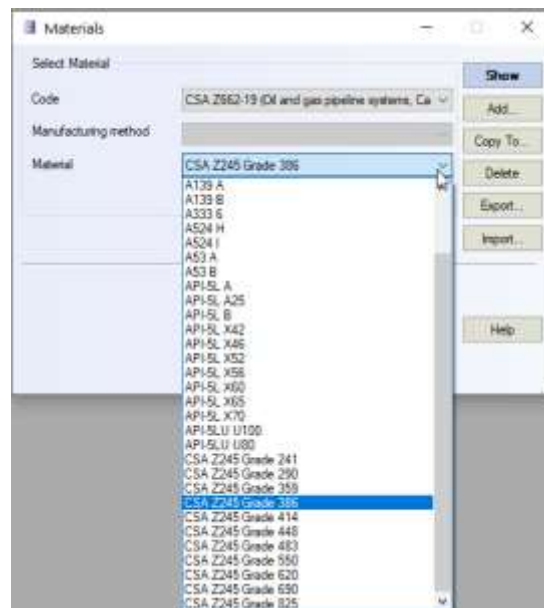 Materials
Select Material
Show
Code
CSA Z662-19 (Oil and gas pipeline systems, Ca
Add...
Manufacturing method
Copy To...
Material
CSA Z245 Grade 386
Delete
Export...
Import...
Help
A139 A
A139 B
A333 6
A524 H
A524 I
A53 A
A53 B
API-5L A
API-5L A25
API-5L B
API-5L X42
API-5L X46
API-5L X52
API-5L X56
API-5L X60
API-5L X65
API-5L X70
API-5LU U100
API-5LU U80
CSA Z245 Grade 241
CSA Z245 Grade 290
CSA Z245 Grade 359
CSA Z245 Grade 386
CSA Z245 Grade 414
CSA Z245 Grade 448
CSA Z245 Grade 483
CSA Z245 Grade 550
CSA Z245 Grade 620
CSA Z245 Grade 690
CSA Z245 Grade 825